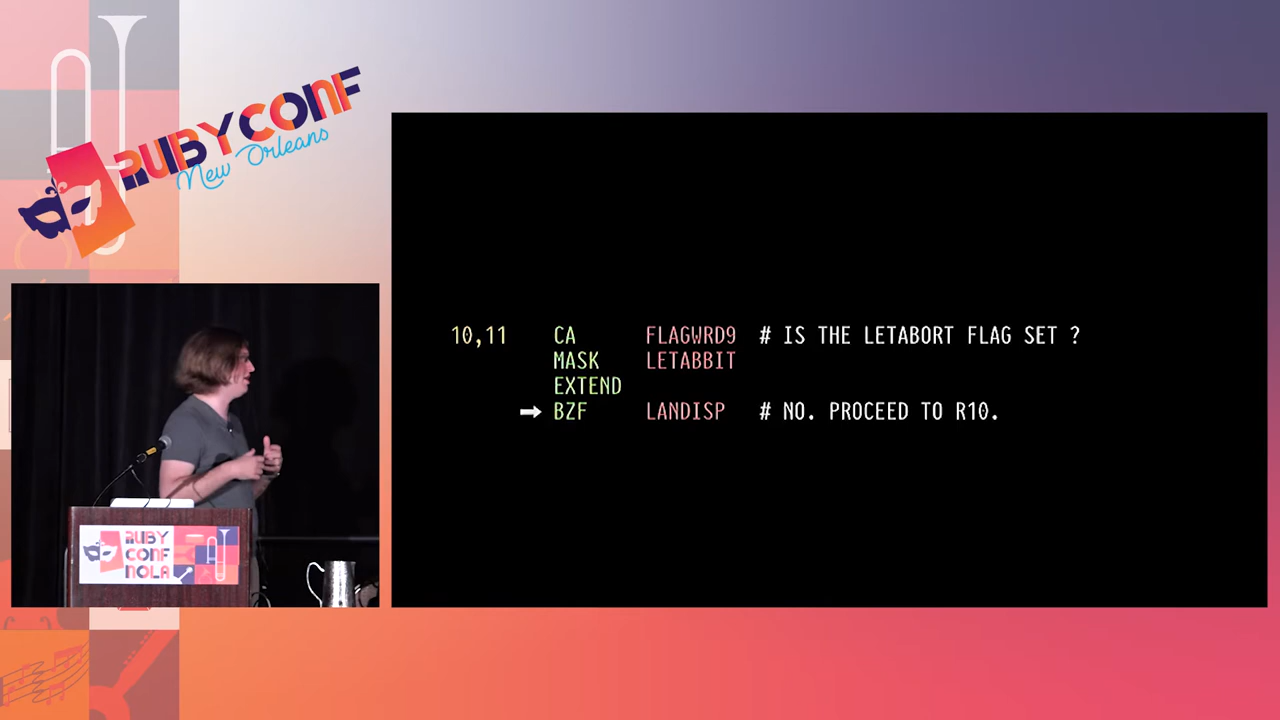 RUBYCONF
New Orleans
10,11 CA FLAGWRD9 # IS THE LETABORT FLAG SET ?
MASK LETABBIT
EXTEND
➡ BZF LANDISP # NO. PROCEED TO R10.
RUBY
CONF
NOLA